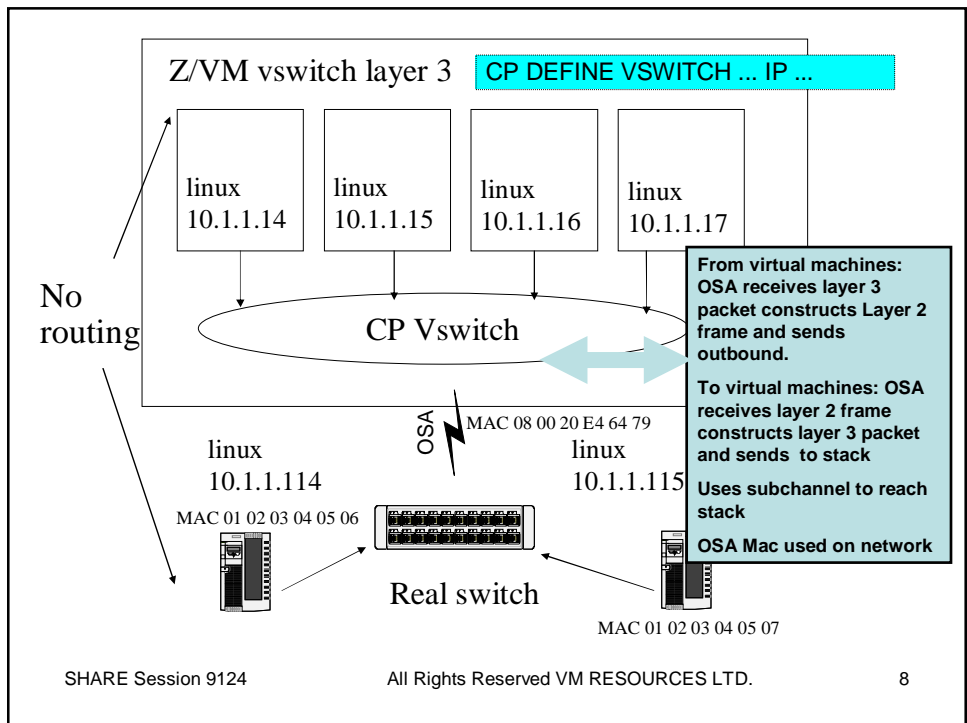 Z/VM vswitch layer 3
CP DEFINE VSWITCH ... IP ...
linux
10.1.1.14
linux
10.1.1.15
linux
10.1.1.16
linux
10.1.1.17
No
routing
CP Vswitch
From virtual machines:
OSA receives layer 3
packet constructs Layer 2
frame and sends
outbound.
To virtual machines: OSA
receives layer 2 frame
constructs layer 3 packet
and sends to stack
Uses subchannel to reach
stack
OSA Mac used on network
OSA
MAC 08 00 20 E4 64 79
linux
10.1.1.114
MAC 01 02 03 04 05 06
linux
10.1.1.115
Real switch
MAC 01 02 03 04 05 07
SHARE Session 9124
All Rights Reserved VM RESOURCES LTD.
8